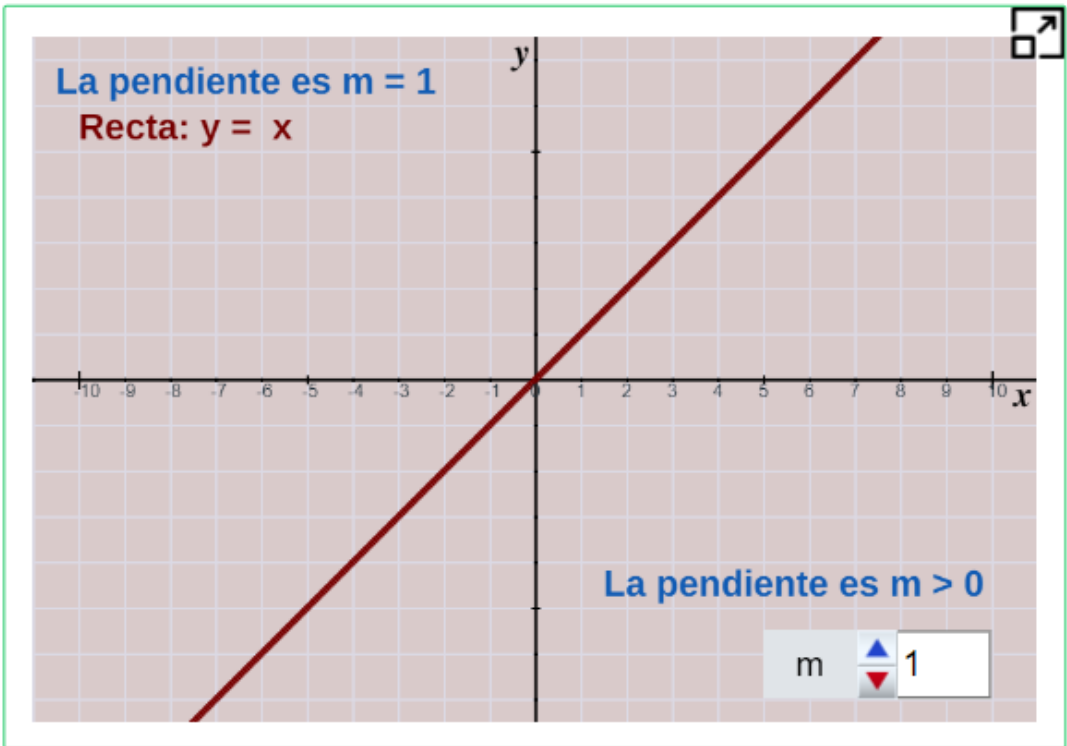 y
La pendiente es m = 1
Recta: y = x
-10 -9 -8 -7 -6 -5 -4 -3 -2 -1 0 1 2 3 4 5 6 7 8 9 10 x
La pendiente es m > 0
m 1